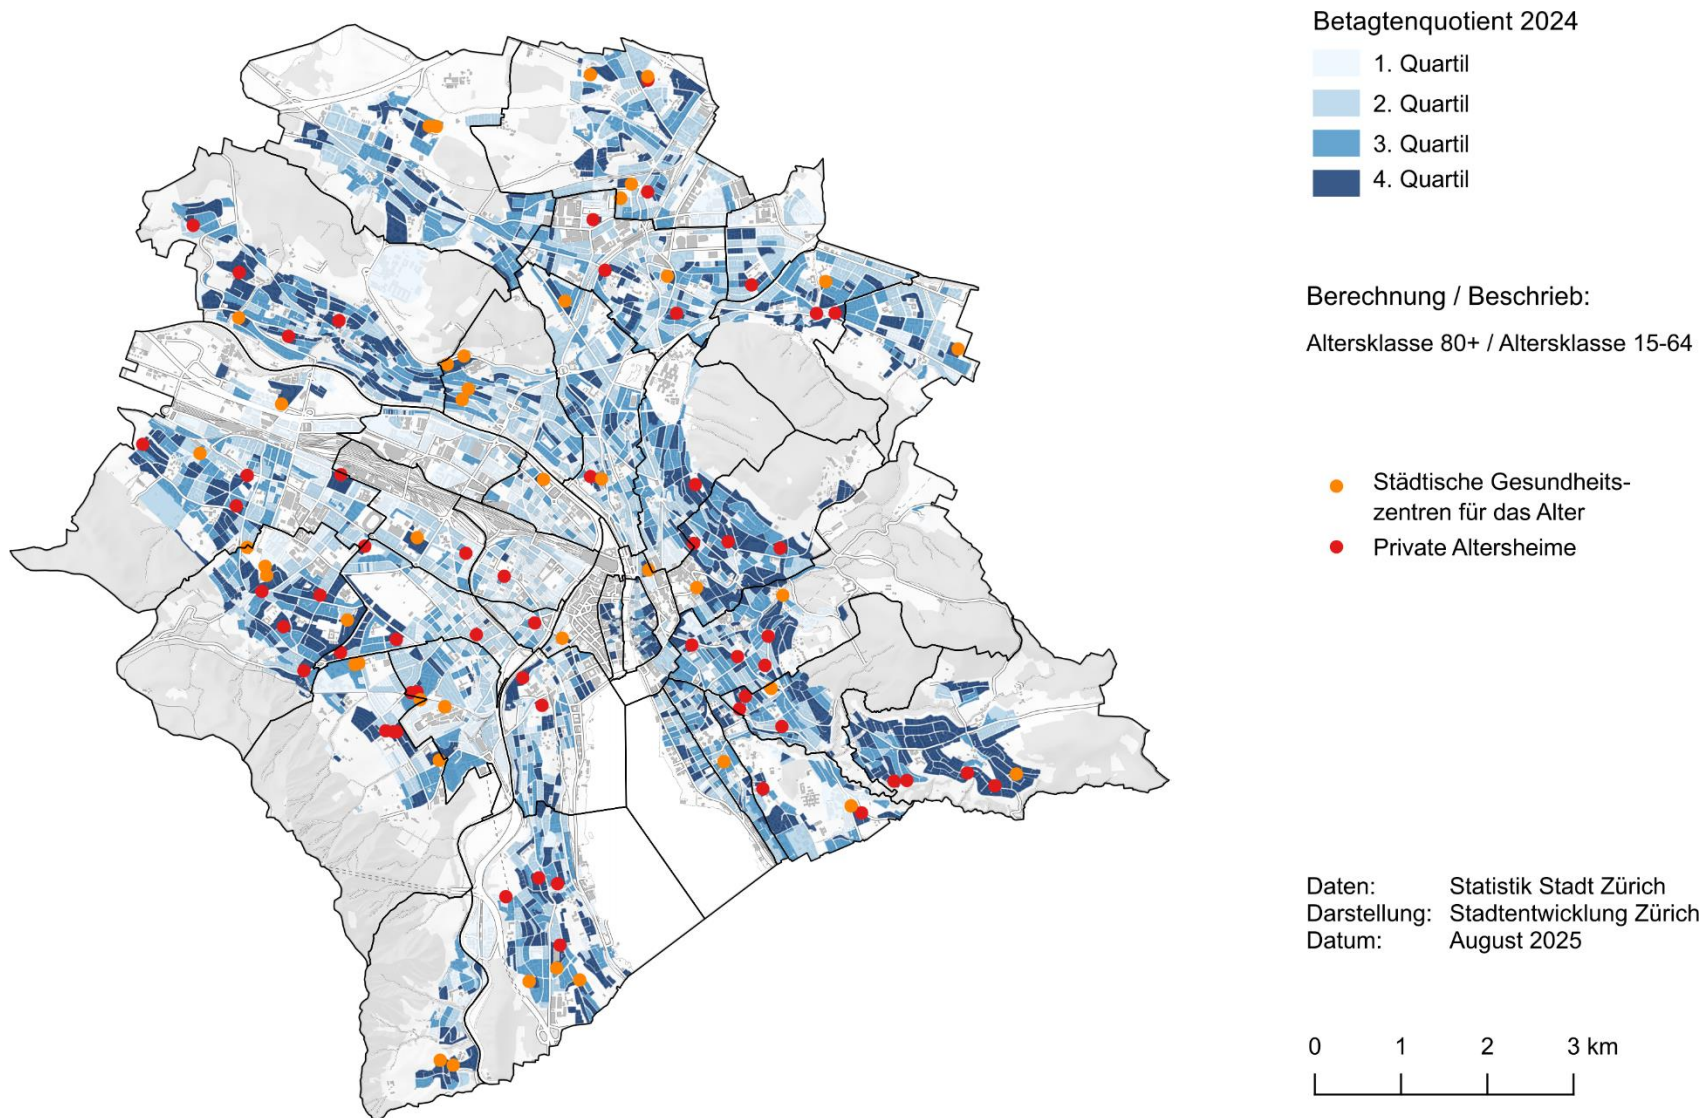 Betagtenquotient 2024
1. Quartil
2. Quartil
3. Quartil
4. Quartil
Berechnung / Beschrieb:
Altersklasse 80+ / Altersklasse 15-64
Städtische Gesundheits-
zentren für das Alter
Private Altersheime
Daten: Statistik Stadt Zürich
Darstellung: Stadtentwicklung Zürich
Datum: August 2025
0 1 2 3 km